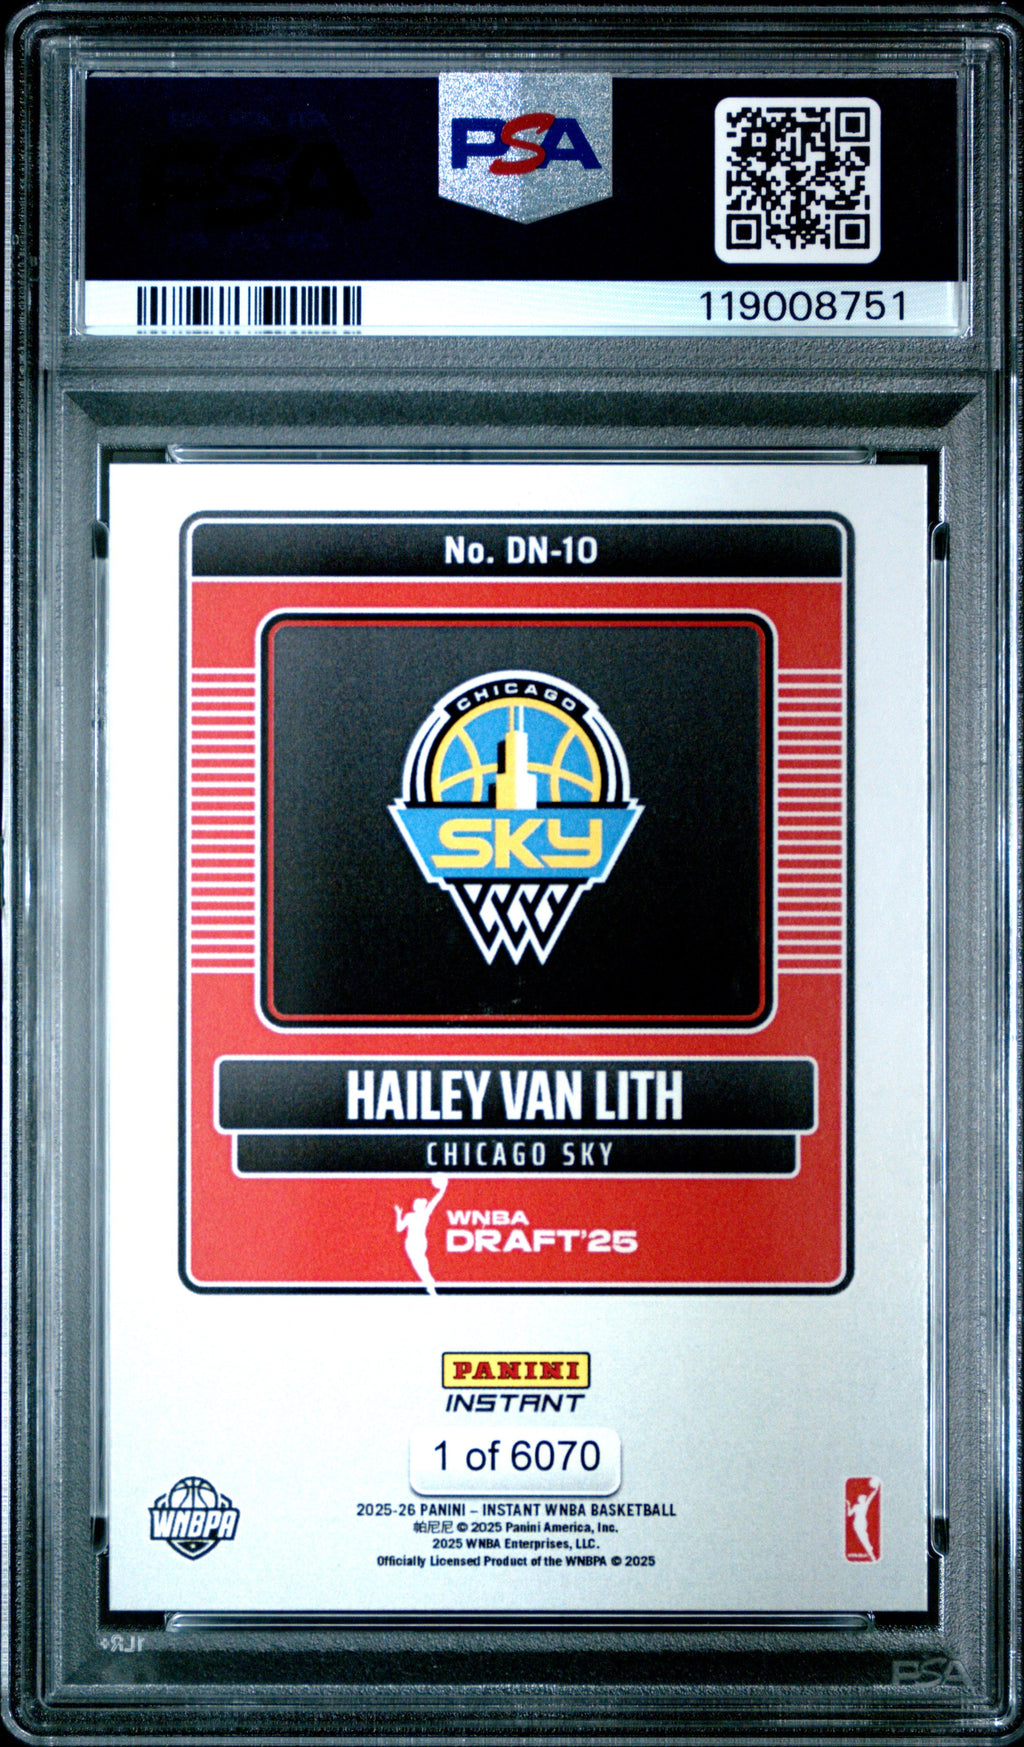 PSA
119008751
No. DN-10
CHICAGO
SKY
HAILEY VAN LITH
CHICAGO SKY
WNBA
DRAFT'25
PANINI
INSTANT
1 of 6070
WNBPA
2025-26 PANINI – INSTANT WNBA BASKETBALL
帕尼尼 © 2025 Panini America, Inc.
2025 WNBA Enterprises, LLC.
Officially Licensed Product of the WNBPA © 2025
PSA